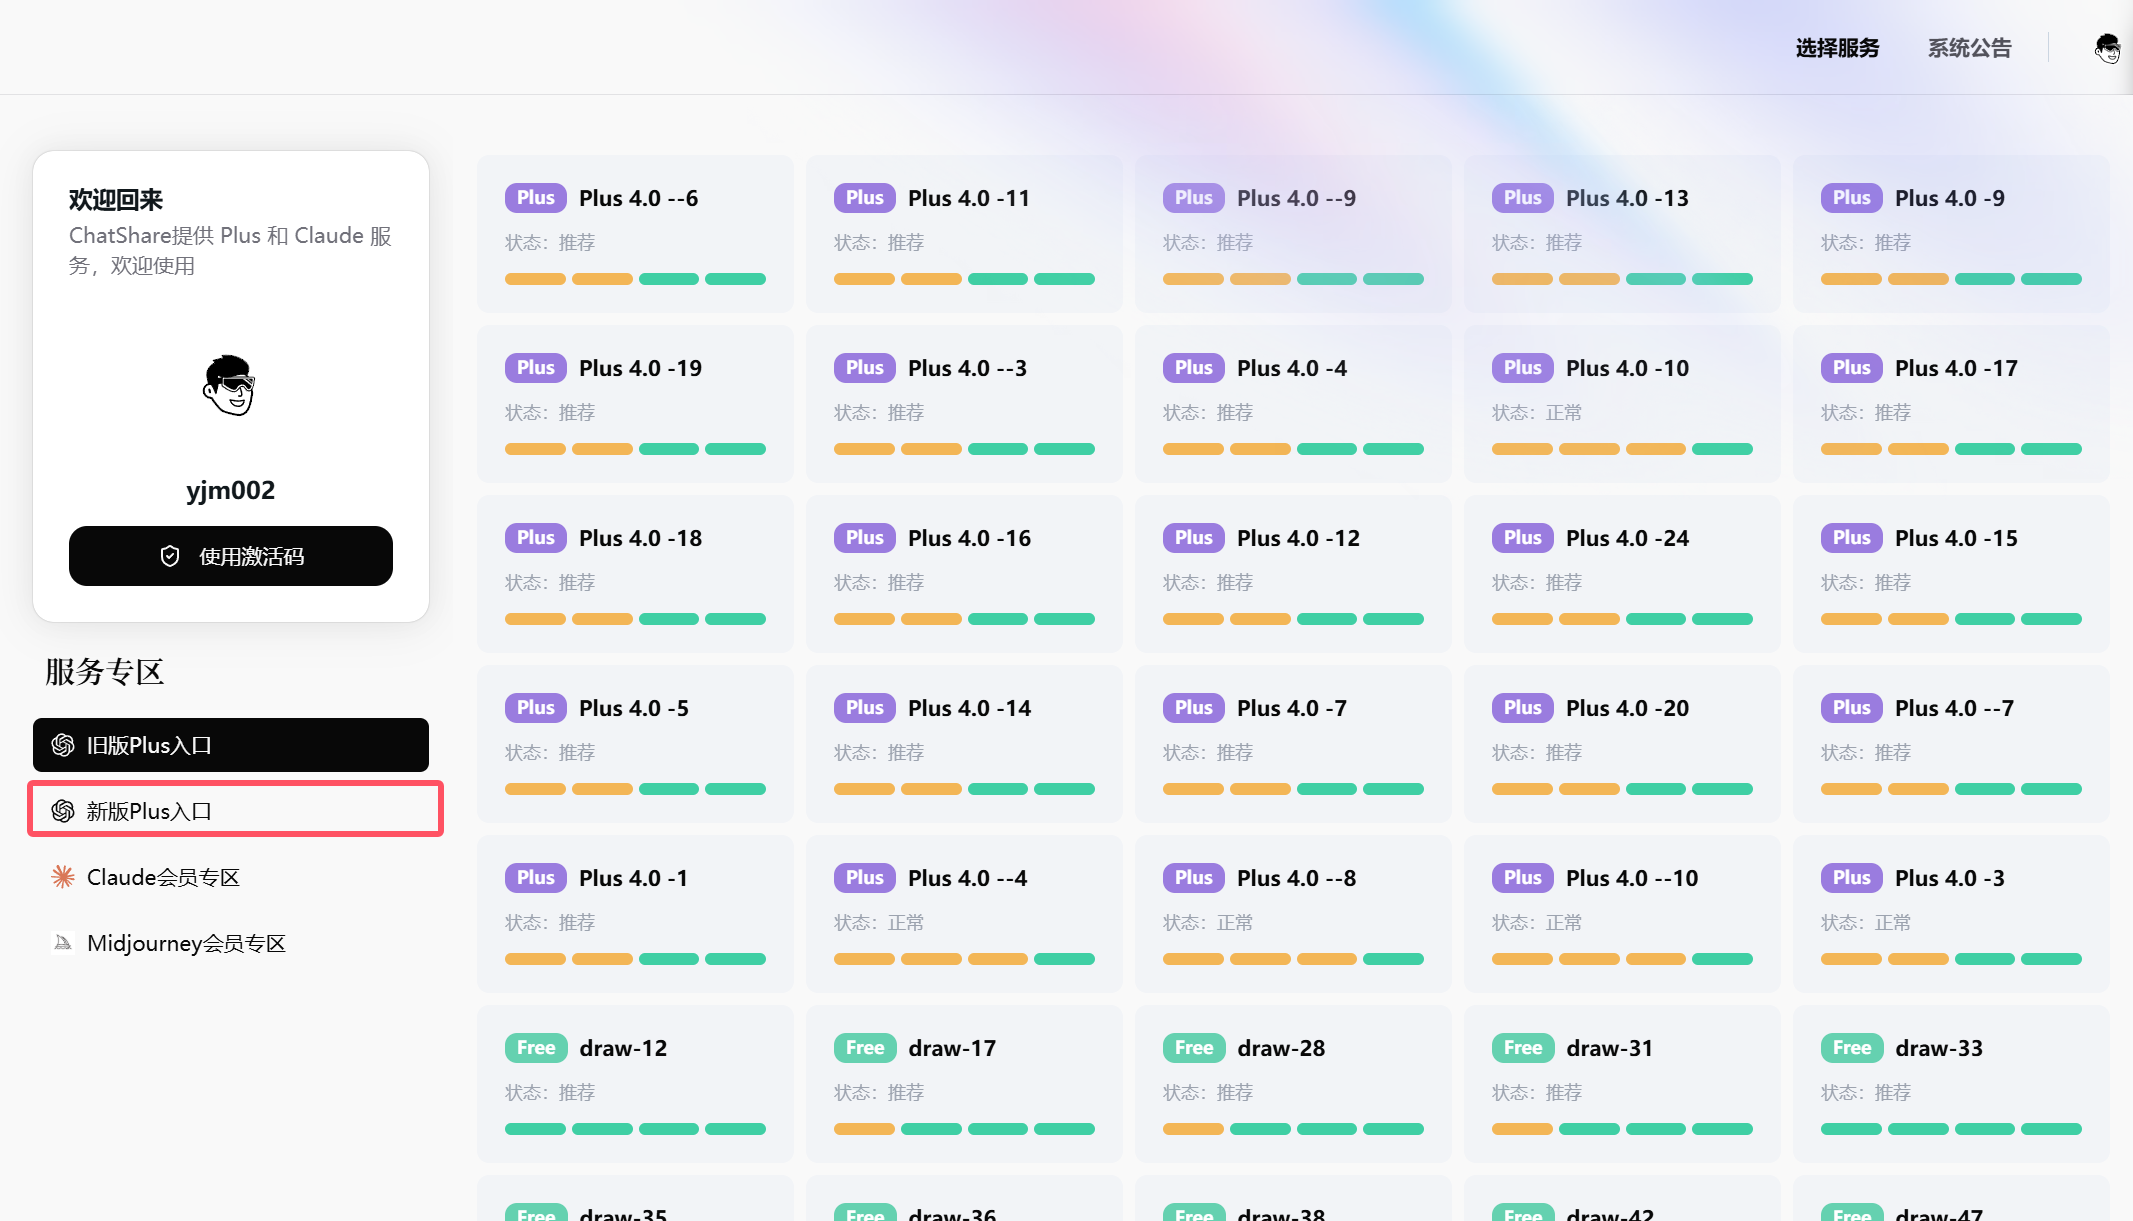 选择服务
系统公告
欢迎回来
ChatShare提供 Plus 和 Claude 服
务，欢迎使用
yjm002
使用激活码
服务专区
旧版Plus入口
新版Plus入口
Claude会员专区
Midjourney会员专区
Plus Plus 4.0 --6
状态：推荐
Plus Plus 4.0 -11
状态：推荐
Plus Plus 4.0 --9
状态：推荐
Plus Plus 4.0 -13
状态：推荐
Plus Plus 4.0 -9
状态：推荐
Plus Plus 4.0 -19
状态：推荐
Plus Plus 4.0 --3
状态：推荐
Plus Plus 4.0 -4
状态：推荐
Plus Plus 4.0 -10
状态：正常
Plus Plus 4.0 -17
状态：推荐
Plus Plus 4.0 -18
状态：推荐
Plus Plus 4.0 -16
状态：推荐
Plus Plus 4.0 -12
状态：推荐
Plus Plus 4.0 -24
状态：推荐
Plus Plus 4.0 -15
状态：推荐
Plus Plus 4.0 -5
状态：推荐
Plus Plus 4.0 -14
状态：推荐
Plus Plus 4.0 -7
状态：推荐
Plus Plus 4.0 -20
状态：推荐
Plus Plus 4.0 --7
状态：推荐
Plus Plus 4.0 -1
状态：推荐
Plus Plus 4.0 --4
状态：正常
Plus Plus 4.0 --8
状态：正常
Plus Plus 4.0 --10
状态：正常
Plus Plus 4.0 -3
状态：正常
Free draw-12
状态：推荐
Free draw-17
状态：推荐
Free draw-28
状态：推荐
Free draw-31
状态：推荐
Free draw-33
状态：推荐
Free draw-35
Free draw-36
Free draw-38
Free draw-42
Free draw-47